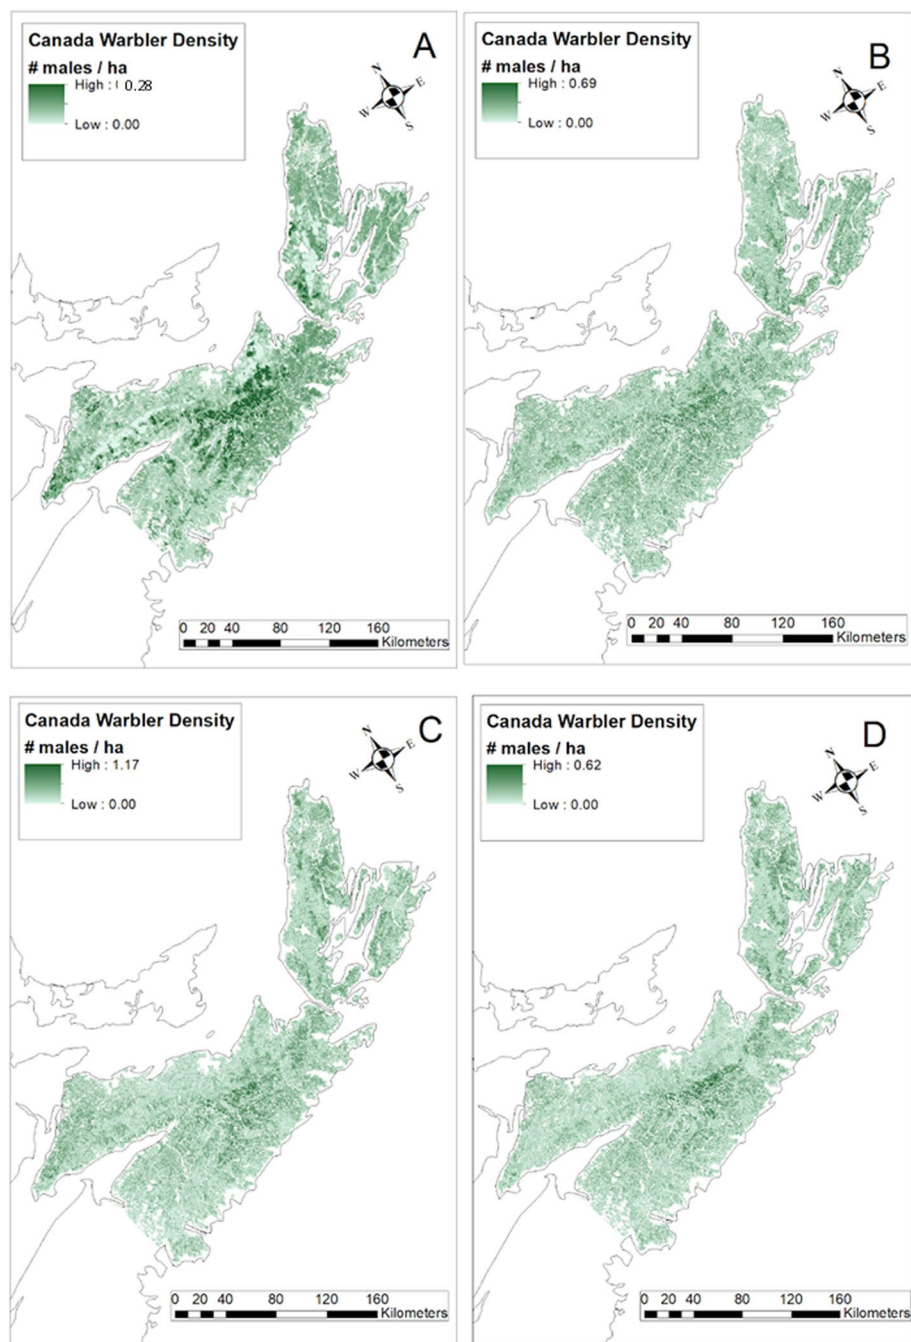 Canada Warbler Density
# males / ha
High : ( 0.28
Low : 0.00
A
N
E
W
S
0 20 40 80 120 160
Kilometers
Canada Warbler Density
# males / ha
High : 0.69
Low : 0.00
B
N
E
W
S
0 20 40 80 120 160
Kilometers
Canada Warbler Density
# males / ha
High : 1.17
Low : 0.00
C
N
E
W
S
0 20 40 80 120 160
Kilometers
Canada Warbler Density
# males / ha
High : 0.62
Low : 0.00
D
N
E
W
S
0 20 40 80 120 160
Kilometers